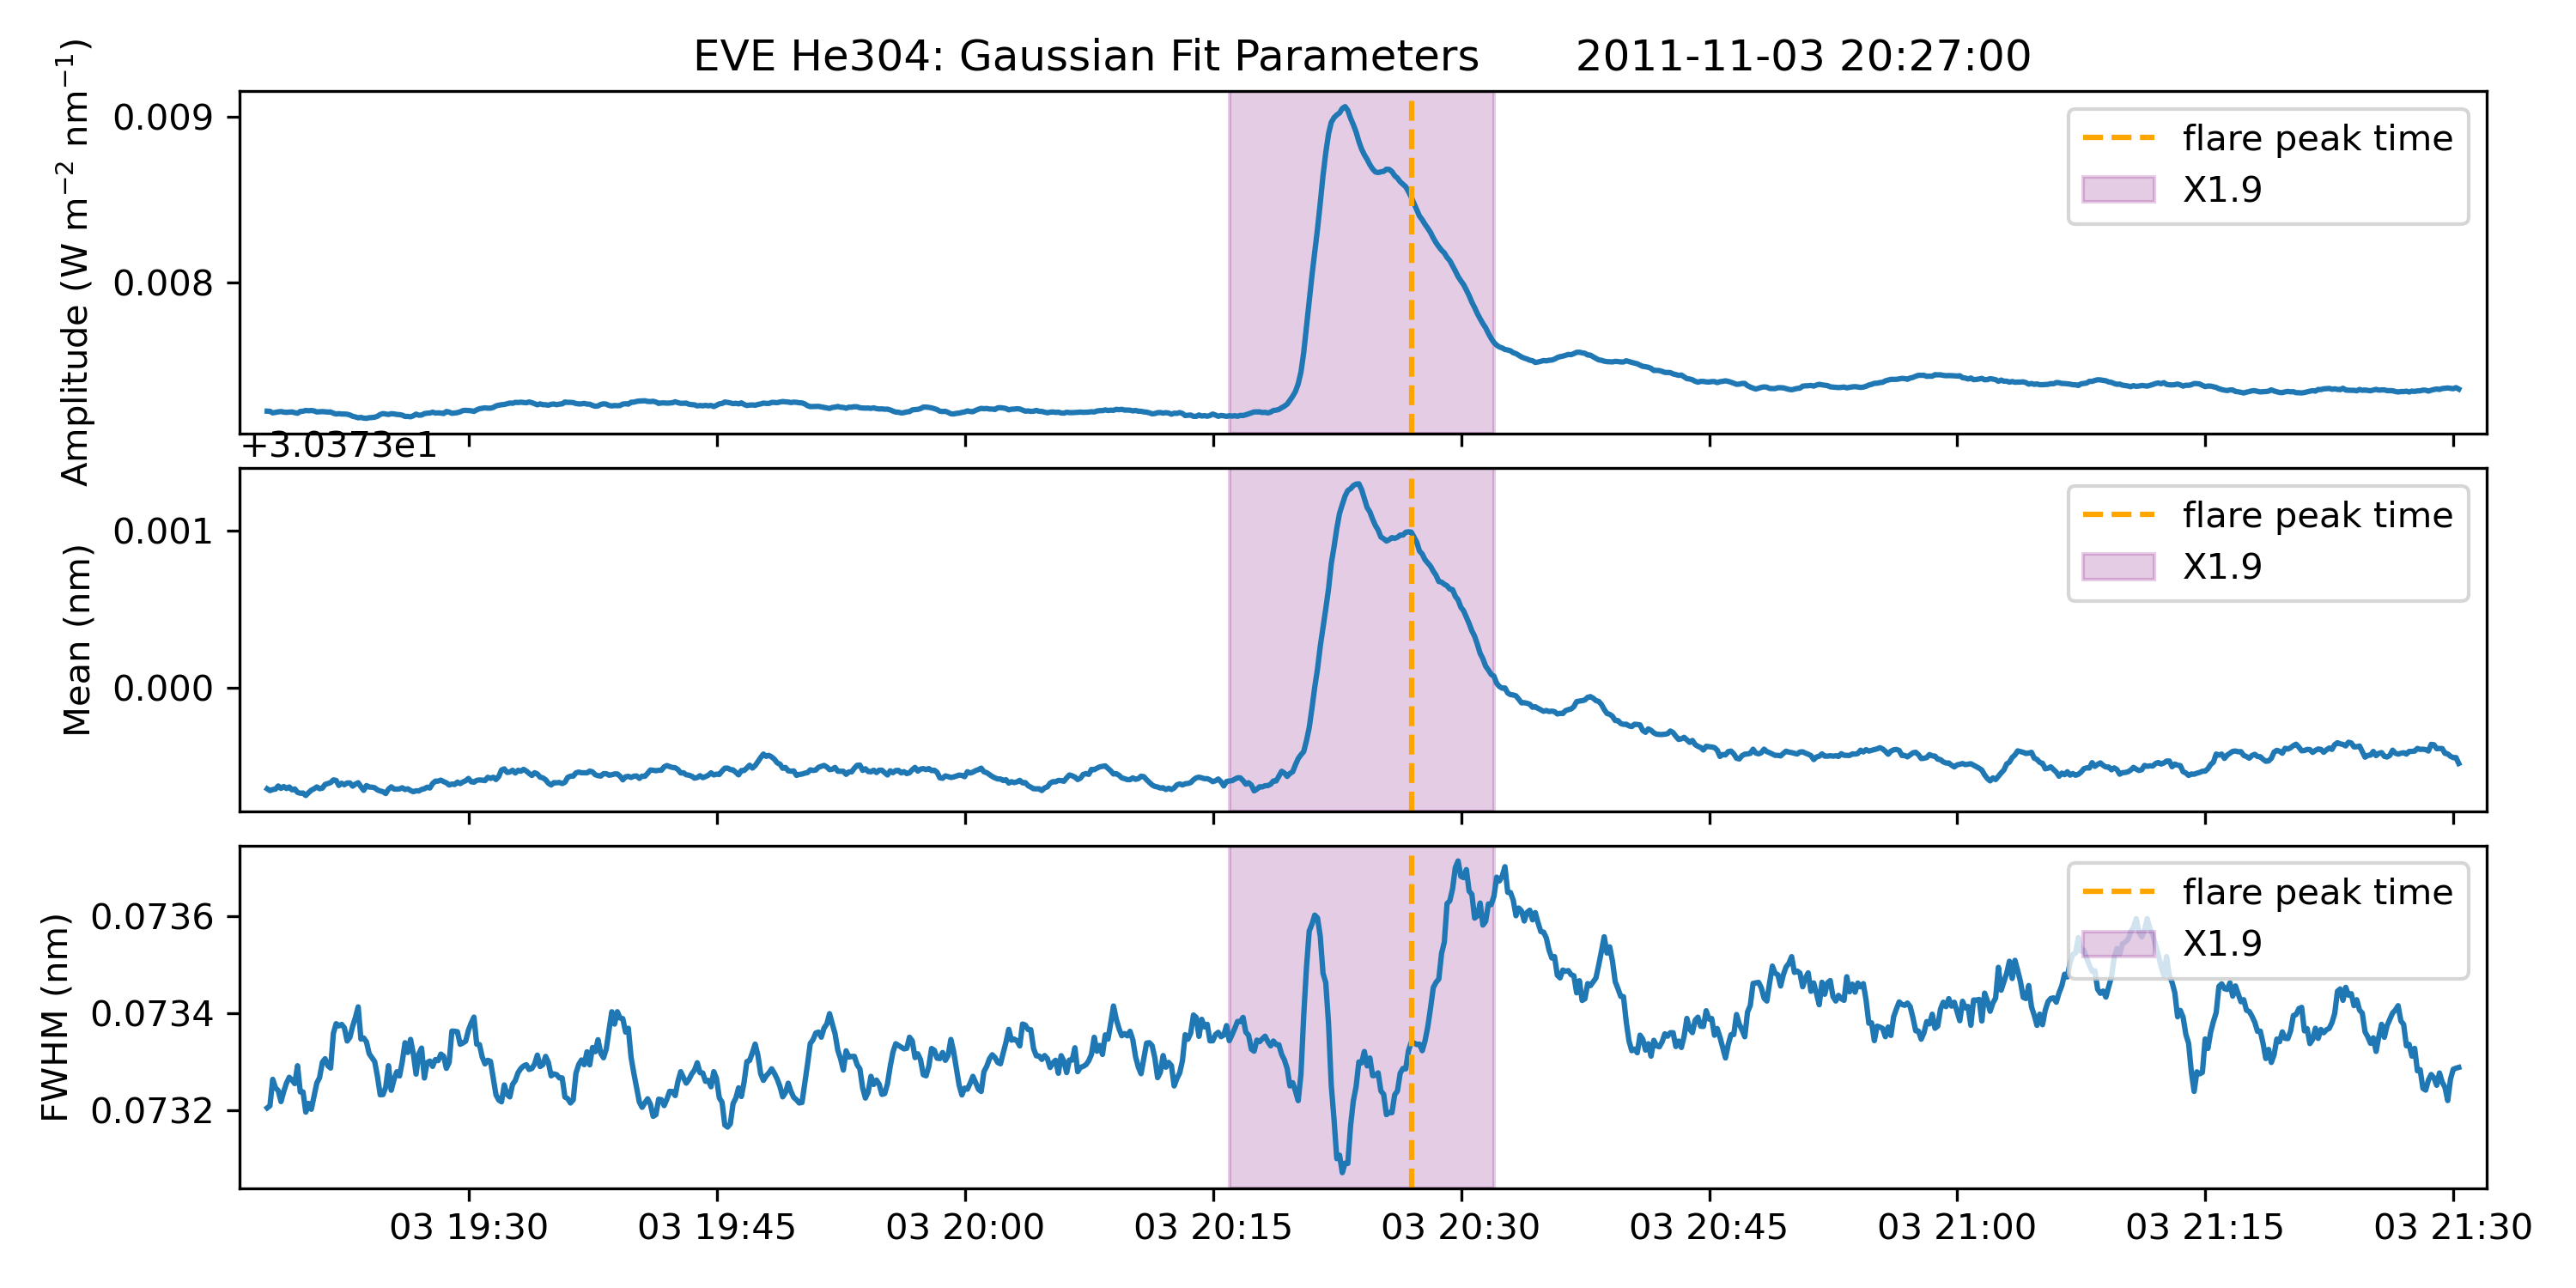 EVE He304: Gaussian Fit Parameters 2011-11-03 20:27:00
Amplitude (W m⁻² nm⁻¹)
0.009
0.008
flare peak time
X1.9
+3.0373e1
Mean (nm)
0.001
0.000
flare peak time
X1.9
FWHM (nm)
0.0736
0.0734
0.0732
flare peak time
X1.9
03 19:30 03 19:45 03 20:00 03 20:15 03 20:30 03 20:45 03 21:00 03 21:15 03 21:30